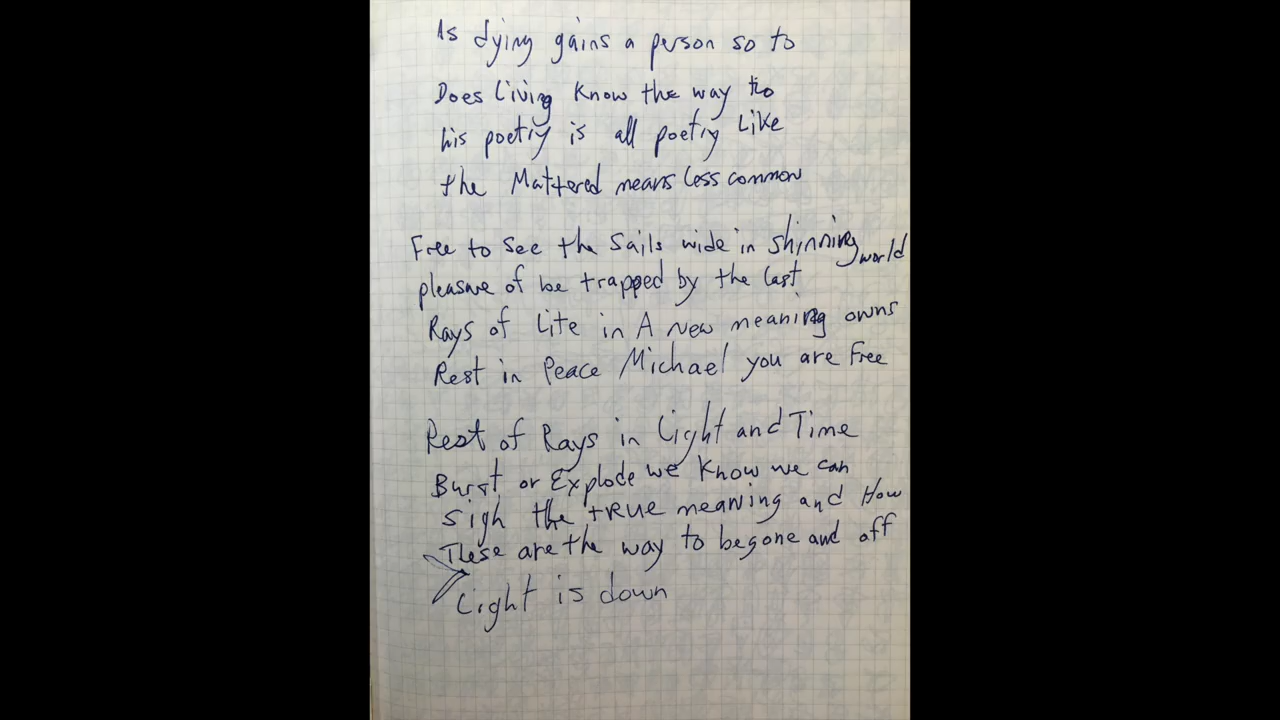 As dying gains a person so to
Does Living Know the way to
his poetry is all poetry Like
the Mattered means less common
Free to see the Sails wide in shinning world
pleasure of be trapped by the last
Rays of Lite in A new meaning owns
Rest in Peace Michael you are Free
Rest of Rays in Light and Time
Burst or Explode we know we can
sigh the tRUE meaning and How
These are the way to begone and off
Light is down